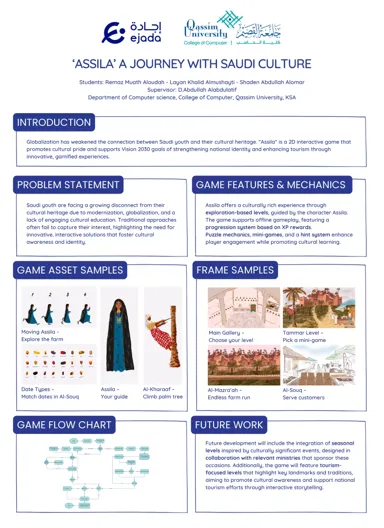 إجادة
ejada
Qassim
University
جامعة القصيم
College of Computer
كلية الحاسب
‘ASSILA’ A JOURNEY WITH SAUDI CULTURE
Students: Remaz Muath Aloudah - Layan Khalid Almushayti - Shaden Abdullah Alomar
Supervisor: D,Abdullah Alabdulatif
Department of Computer science, College of Computer, Qassim University, KSA
INTRODUCTION
Globalization has weakened the connection between Saudi youth and their cultural heritage. "Assila" is a 2D interactive game that
promotes cultural pride and supports Vision 2030 goals of strengthening national identity and enhancing tourism through
innovative, gamified experiences.
PROBLEM STATEMENT
Saudi youth are facing a growing disconnect from their
cultural heritage due to modernization, globalization, and a
lack of engaging cultural education. Traditional approaches
often fail to capture their interest, highlighting the need for
innovative, interactive solutions that foster cultural
awareness and identity.
GAME FEATURES & MECHANICS
Assila offers a culturally rich experience through
exploration-based levels, guided by the character Assila.
The game supports offline gameplay, featuring a
progression system based on XP rewards.
Puzzle mechanics, mini-games, and a hint system enhance
player engagement while promoting cultural learning.
GAME ASSET SAMPLES
1 2 3 4
Moving Assila -
Explore the farm
Date Types -
Match dates in Al-Souq
Assila -
Your guide
Al-Kharaaf -
Climb palm tree
FRAME SAMPLES
Main Gallery -
Choose your level
Tammar Level -
Pick a mini-game
Al-Mazra'ah -
Endless farm run
Al-Souq -
Serve customers
GAME FLOW CHART
FUTURE WORK
Future development will include the integration of seasonal
levels inspired by culturally significant events, designed in
collaboration with relevant ministries that sponsor these
occasions. Additionally, the game will feature tourism-
focused levels that highlight key landmarks and traditions,
aiming to promote cultural awareness and support national
tourism efforts through interactive storytelling.